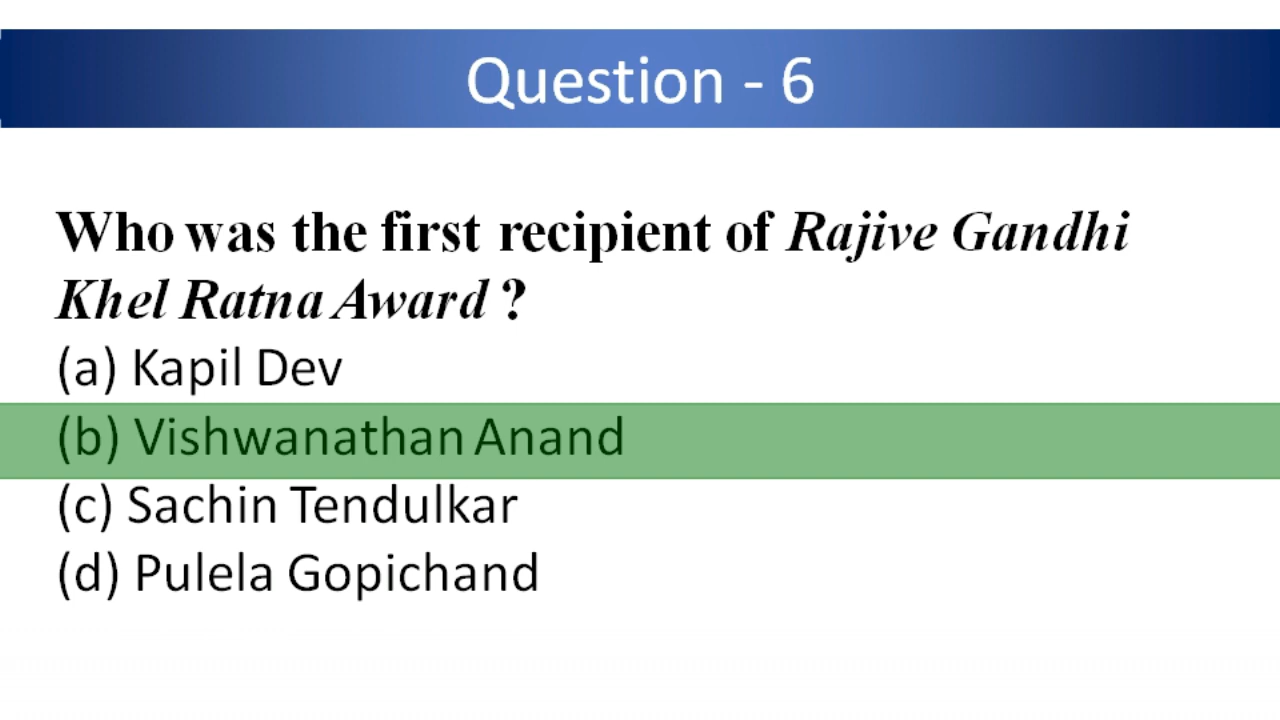 Question - 6
Who was the first recipient of Rajive Gandhi
Khel Ratna Award ?
(a) Kapil Dev
(b) Vishwanathan Anand
(c) Sachin Tendulkar
(d) Pulela Gopichand